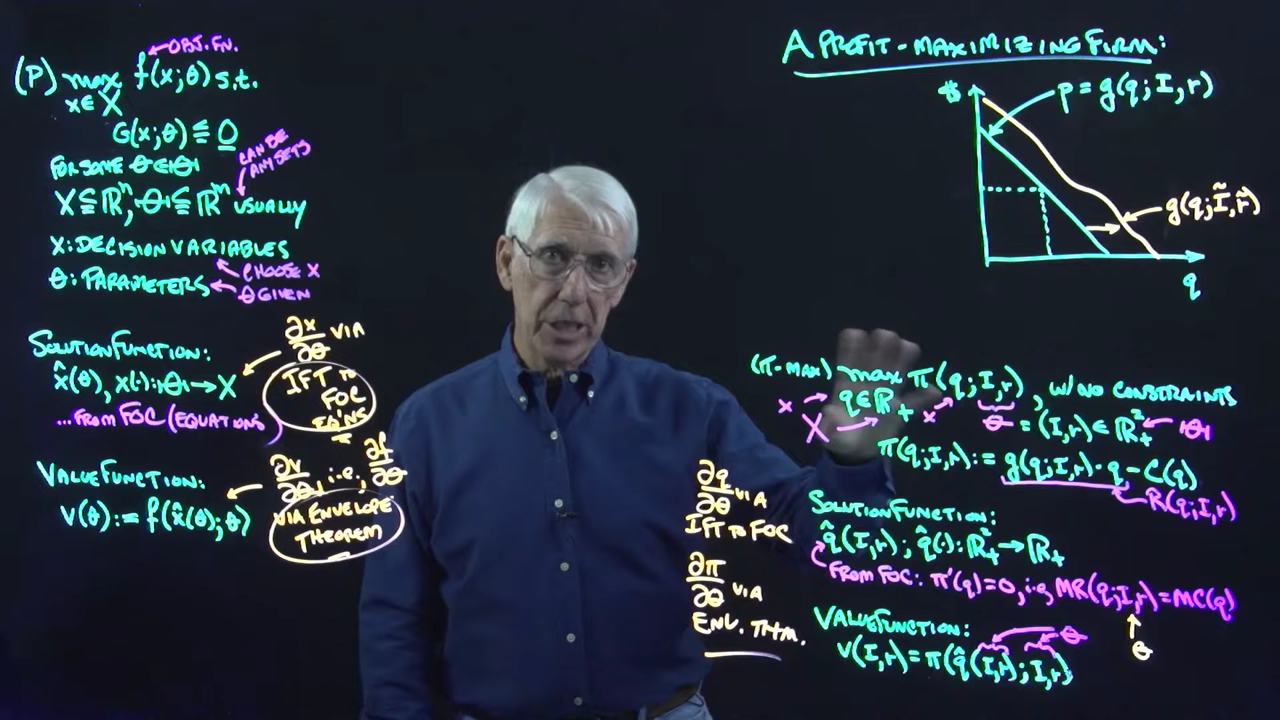 OBJ. FN.
(P) max f(x;θ) s.t.
x∈X
G(x;θ) ≦ 0
FOR SOME θ∈Θ
CAN BE
ANY SETS
X ⊆ ℝⁿ, Θ ⊆ ℝᵐ USUALLY
X: DECISION VARIABLES
θ: PARAMETERS
CHOOSE X
θ GIVEN
SOLUTION FUNCTION:
x̂(θ), x(·): Θ → X
...FROM FOC (EQUATIONS)
∂x/∂θ VIA
IFT TO
FOC
EQ'NS
VALUE FUNCTION:
v(θ) := f(x̂(θ);θ)
∂v/∂θ, i.e., ∂f/∂θ
VIA ENVELOPE
THEOREM
A PROFIT-MAXIMIZING FIRM:
$
p = g(q; I, r)
g(q; Ĩ, r̃)
q
(π-MAX) max π(q; I, r), W/NO CONSTRAINTS
x q∈ℝ₊ x θ = (I,r) ∈ ℝ²₊ Θ
X
π(q; I, r) := g(q; I, r)·q − C(q)
R(q; I, r)
SOLUTION FUNCTION:
q̂(I,r); q̂(·): ℝ²₊ → ℝ₊
FROM FOC: π'(q)=0, i.e., MR(q; I, r) = MC(q)
θ
VALUE FUNCTION:
θ
v(I,r) = π(q̂(I,r); I, r)
∂q/∂θ VIA
IFT TO FOC
∂π/∂θ VIA
ENV. THM.